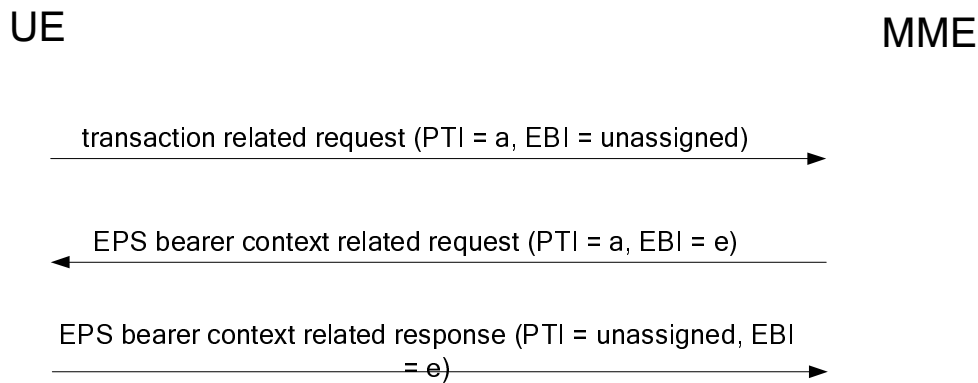 UE
MME
transaction related request (PTI = a, EBI = unassigned)
EPS bearer context related request (PTI = a, EBI = e)
EPS bearer context related response (PTI = unassigned, EBI
= e)